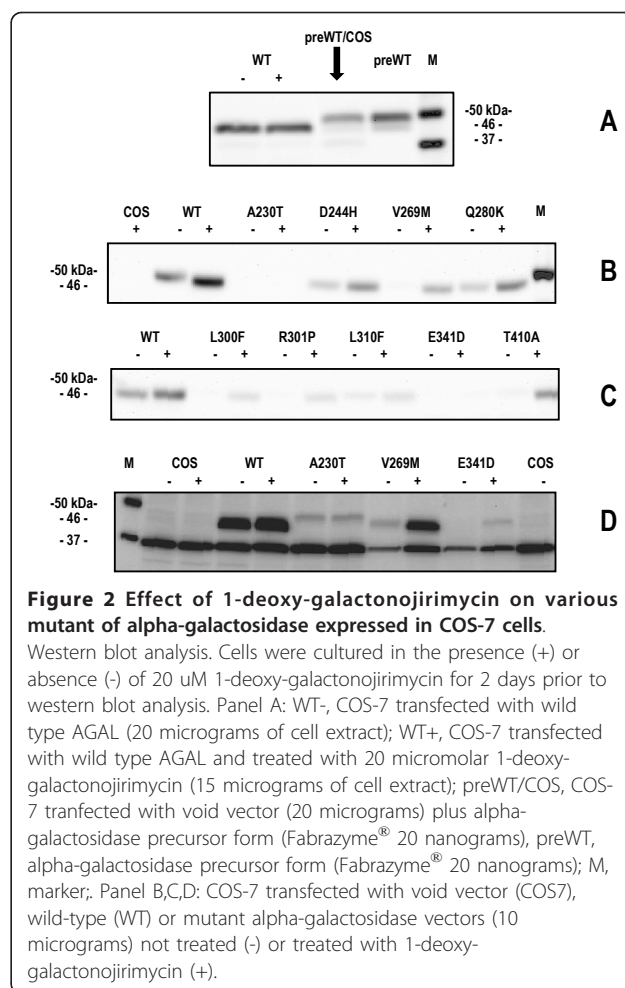 preWT/COS
WT preWT M
- +
-50 kDa-
- 46 -
- 37 -
A
COS WT A230T D244H V269M Q280K M
+ - + - + - + - + - +
-50 kDa-
- 46 -
B
WT L300F R301P L310F E341D T410A
- + - + - + - + - + - +
-50 kDa-
- 46 -
C
M COS WT A230T V269M E341D COS
- + - + - + - + - + -
-50 kDa-
- 46 -
- 37 -
D
Figure 2 Effect of 1-deoxy-galactonojirimycin on various
mutant of alpha-galactosidase expressed in COS-7 cells.
Western blot analysis. Cells were cultured in the presence (+) or
absence (-) of 20 uM 1-deoxy-galactonojirimycin for 2 days prior to
western blot analysis. Panel A: WT-, COS-7 transfected with wild
type AGAL (20 micrograms of cell extract); WT+, COS-7 transfected
with wild type AGAL and treated with 20 micromolar 1-deoxy-
galactonojirimycin (15 micrograms of cell extract); preWT/COS, COS-
7 tranfected with void vector (20 micrograms) plus alpha-
galactosidase precursor form (Fabrazyme® 20 nanograms), preWT,
alpha-galactosidase precursor form (Fabrazyme® 20 nanograms); M,
marker;. Panel B,C,D: COS-7 transfected with void vector (COS7),
wild-type (WT) or mutant alpha-galactosidase vectors (10
micrograms) not treated (-) or treated with 1-deoxy-
galactonojirimycin (+).